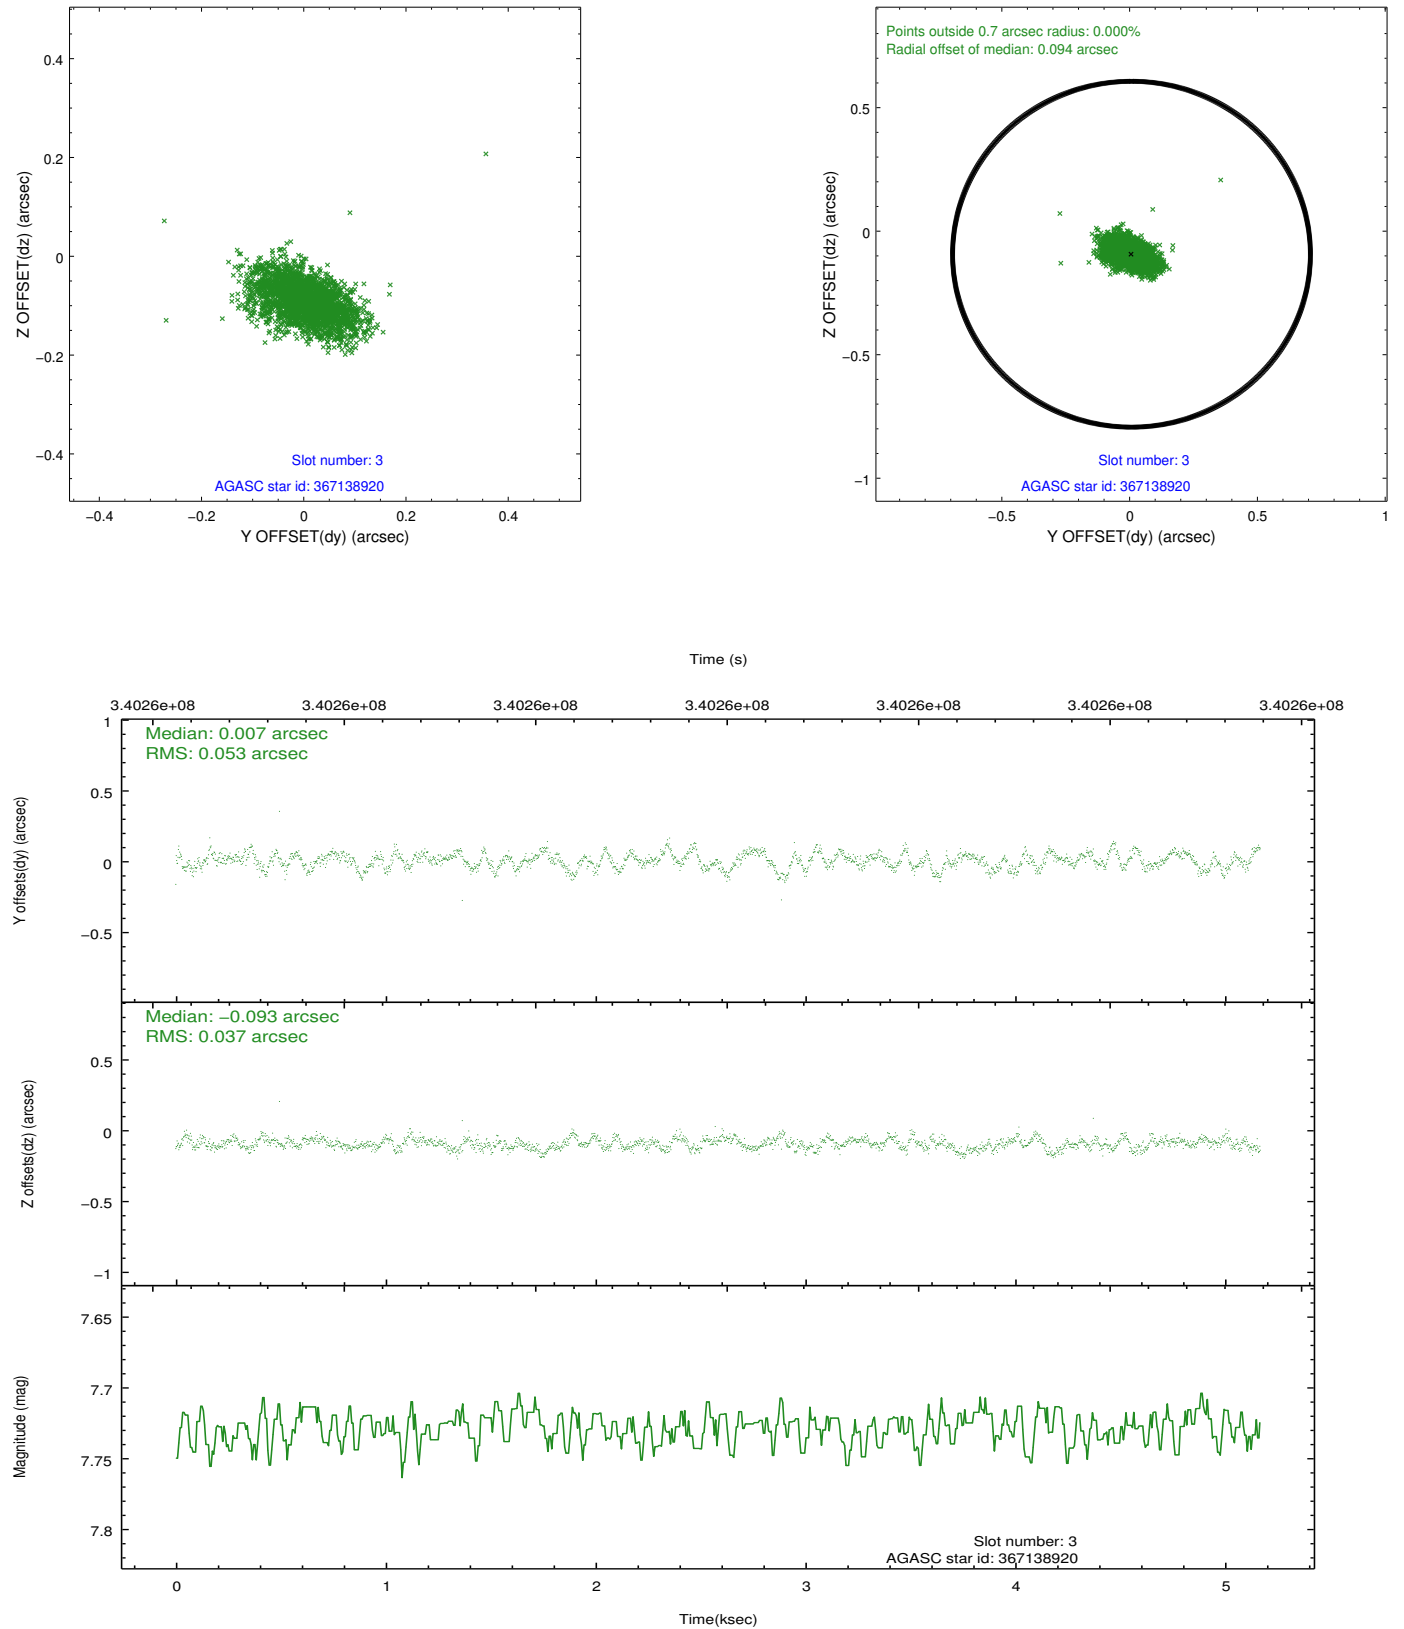 0.4
0.2
0
−0.2
−0.4
Z OFFSET(dz) (arcsec)
Slot number: 3
AGASC star id: 367138920
−0.4
−0.2
0
0.2
0.4
Y OFFSET(dy) (arcsec)
Points outside 0.7 arcsec radius: 0.000%
Radial offset of median: 0.094 arcsec
0.5
0
−0.5
−1
Z OFFSET(dz) (arcsec)
Slot number: 3
AGASC star id: 367138920
−0.5
0
0.5
1
Y OFFSET(dy) (arcsec)
Time (s)
3.4026e+08
3.4026e+08
3.4026e+08
3.4026e+08
3.4026e+08
3.4026e+08
3.4026e+08
Median: 0.007 arcsec
RMS: 0.053 arcsec
1
0.5
0
−0.5
Y offsets(dy) (arcsec)
Median: −0.093 arcsec
RMS: 0.037 arcsec
0.5
0
−0.5
−1
Z offsets(dz) (arcsec)
7.65
7.7
7.75
7.8
Magnitude (mag)
Slot number: 3
AGASC star id: 367138920
0
1
2
3
4
5
Time(ksec)